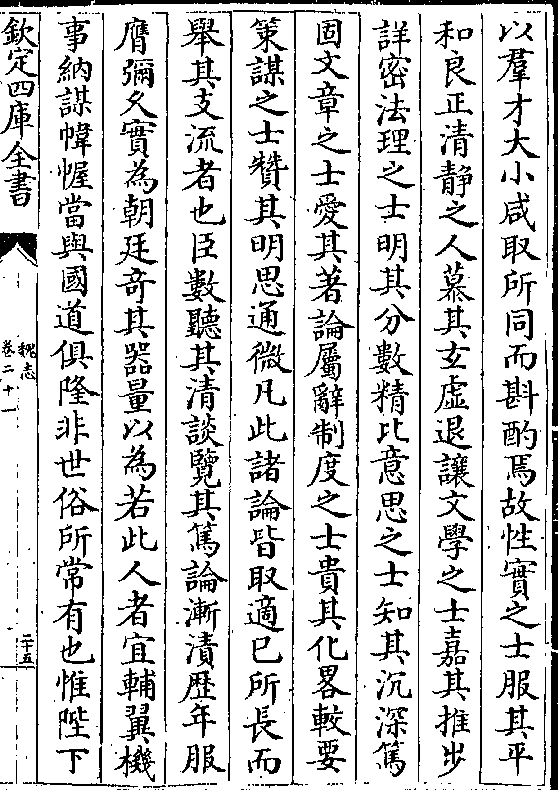 以羣才大小咸取所同而斟酌焉故性實之士服其平
和良正清静之人慕其玄虚退讓文學之士嘉其推步
詳密法理之士明其分數精比意思之士知其沉深篤
固文章之士愛其著論屬辭制度之士貴其化畧較要
策謀之士贊其明思通微凡此諸論皆取適已所長而
舉其支流者也臣數聽其清談覽其篤論漸漬歴年服
膺彌久實為朝廷奇其器量以為若此人者宜輔翼機
事納謀幃幄當與國道俱隆非世俗所常有也惟陛下
欽定四庫全書
魏志
卷二十一
二十五